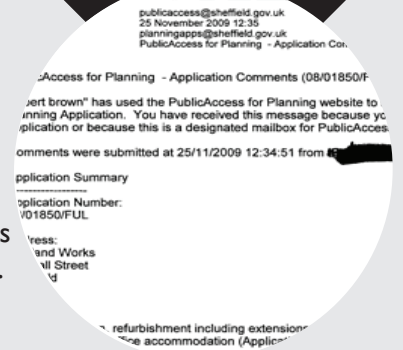 publicaccess@sheffield.gov.uk
25 November 2009 12:35
planningapps@sheffield.gov.uk
PublicAccess for Planning - Application Con
Access for Planning - Application Comments (08/01850/F
bert brown" has used the PublicAccess for Planning website to
nning Application. You have received this message because yo
plication or because this is a designated mailbox for PublicAcces
omments were submitted at 25/11/2009 12:34:51 from
pplication Summary
------------------
pplication Number:
/01850/FUL
ress:
and Works
all Street
ld
s
.
, refurbishment including extensions
ice accommodation (Applica